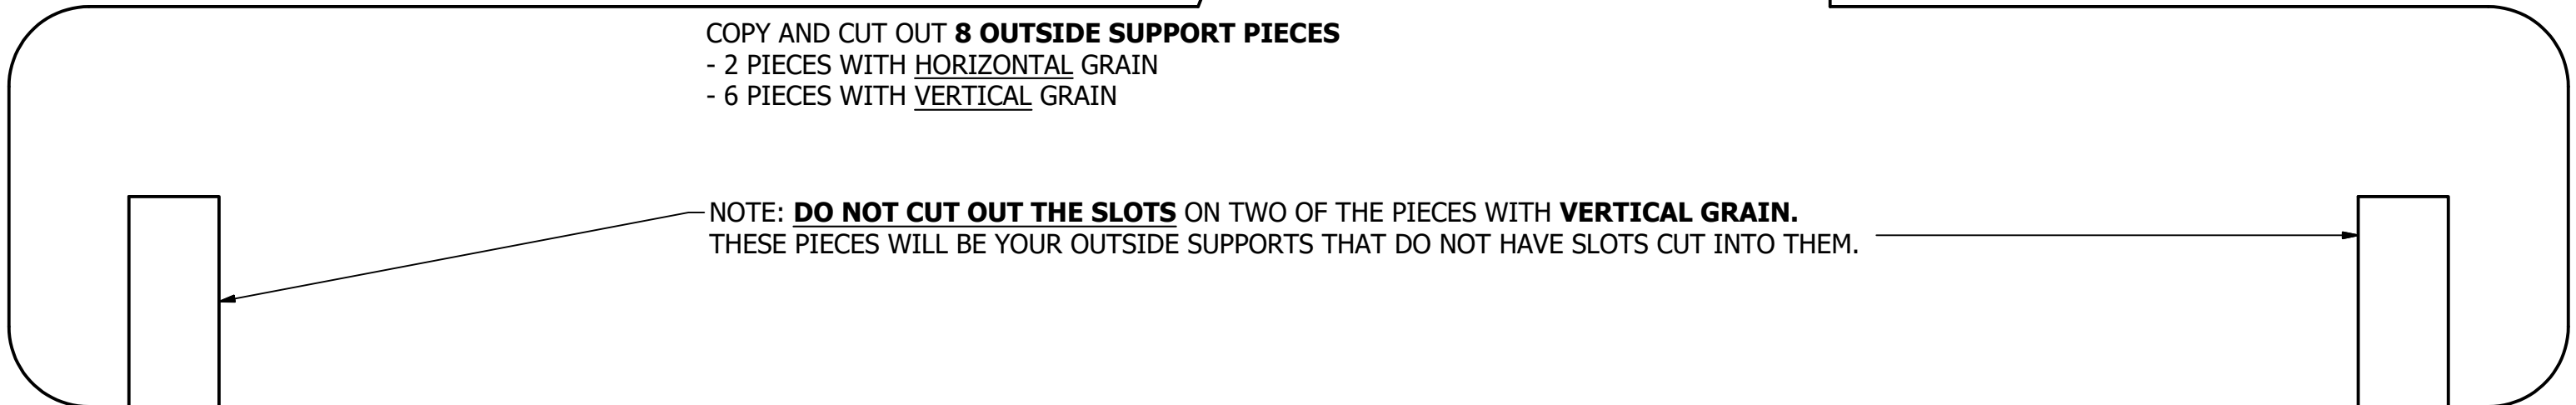 COPY AND CUT OUT 8 OUTSIDE SUPPORT PIECES
- 2 PIECES WITH HORIZONTAL GRAIN
- 6 PIECES WITH VERTICAL GRAIN
NOTE: DO NOT CUT OUT THE SLOTS ON TWO OF THE PIECES WITH VERTICAL GRAIN.
THESE PIECES WILL BE YOUR OUTSIDE SUPPORTS THAT DO NOT HAVE SLOTS CUT INTO THEM.